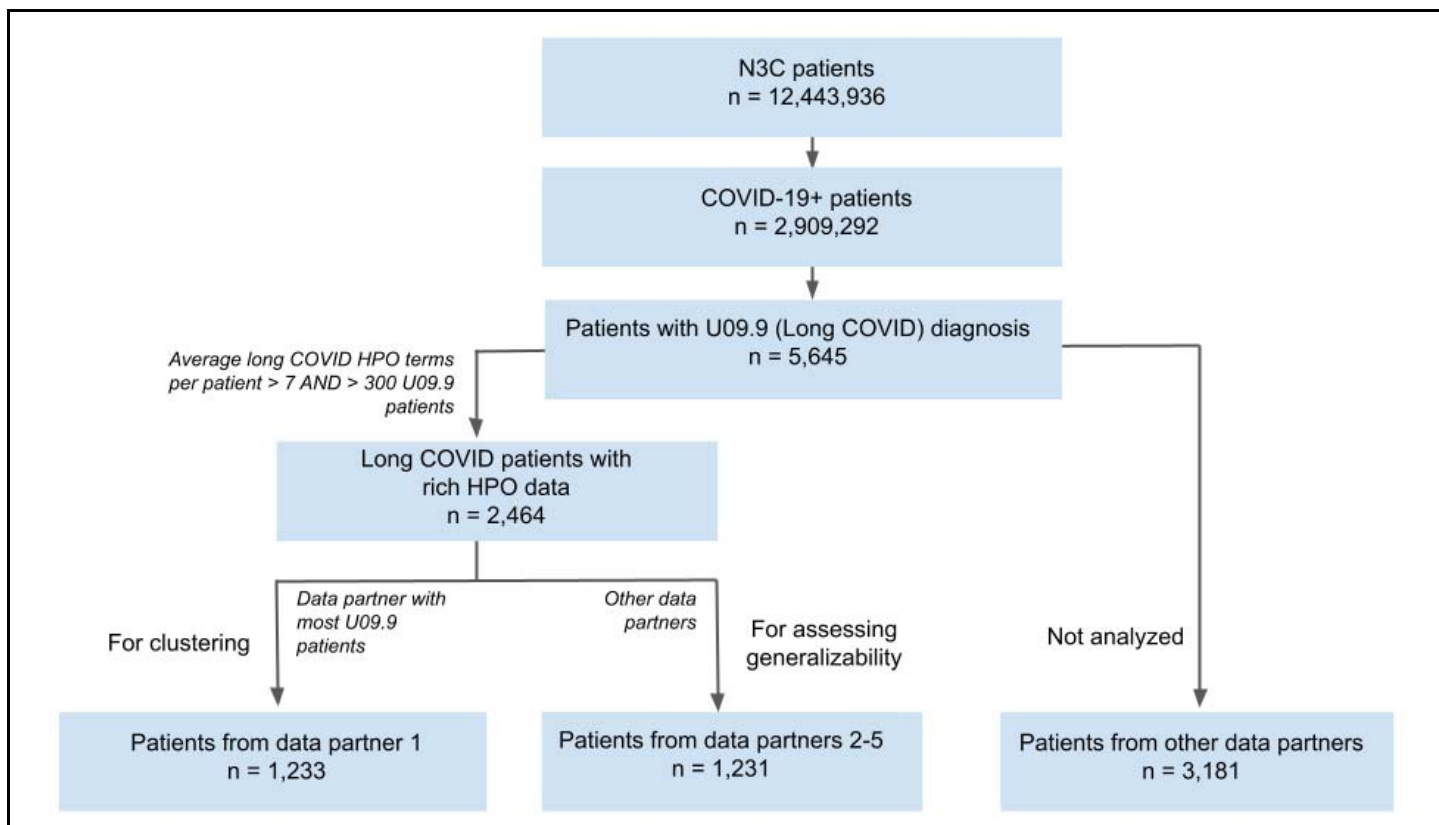 N3C patients
n = 12,443,936
COVID-19+ patients
n = 2,909,292
Patients with U09.9 (Long COVID) diagnosis
n = 5,645
Average long COVID HPO terms
per patient > 7 AND > 300 U09.9
patients
Long COVID patients with
rich HPO data
n = 2,464
For clustering
Data partner with
most U09.9
patients
Other data
partners
For assessing
generalizability
Not analyzed
Patients from data partner 1
n = 1,233
Patients from data partners 2-5
n = 1,231
Patients from other data partners
n = 3,181